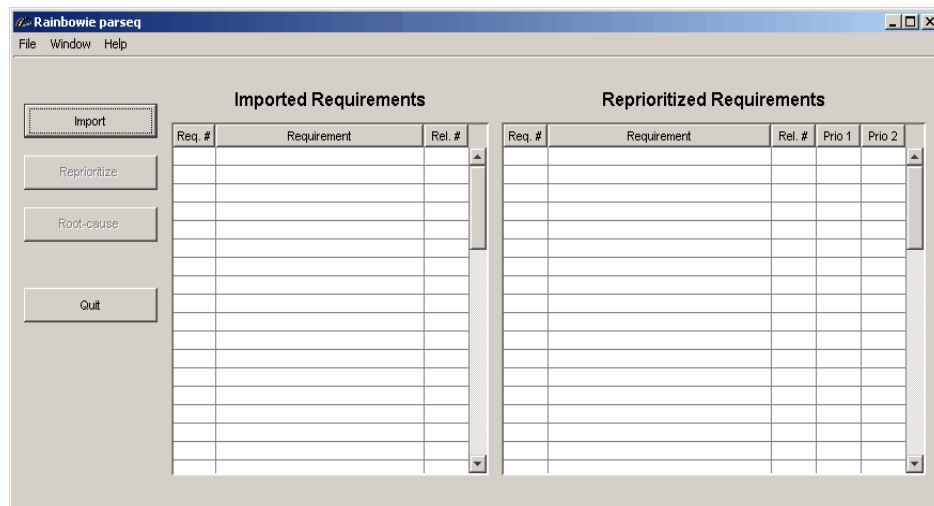 Rainbowie parseq
File Window Help
Imported Requirements
Reprioritized Requirements
Import
Reprioritize
Root-cause
Quit
Req. # Requirement Rel. #
Req. # Requirement Rel. # Prio 1 Prio 2